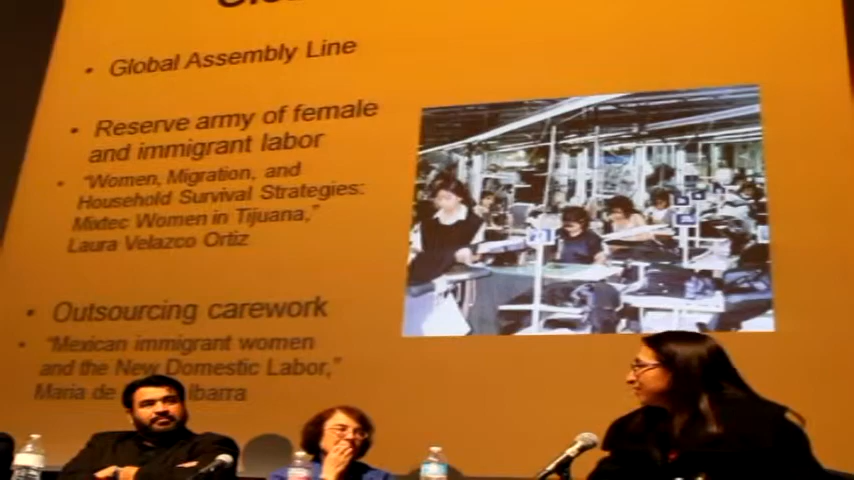 • Global Assembly Line
• Reserve army of female
and immigrant labor
• "Women, Migration, and
Household Survival Strategies:
Mixtec Women in Tijuana,"
Laura Velazco Ortiz
• Outsourcing carework
• "Mexican immigrant women
and the New Domestic Labor,"
Maria de Ibarra